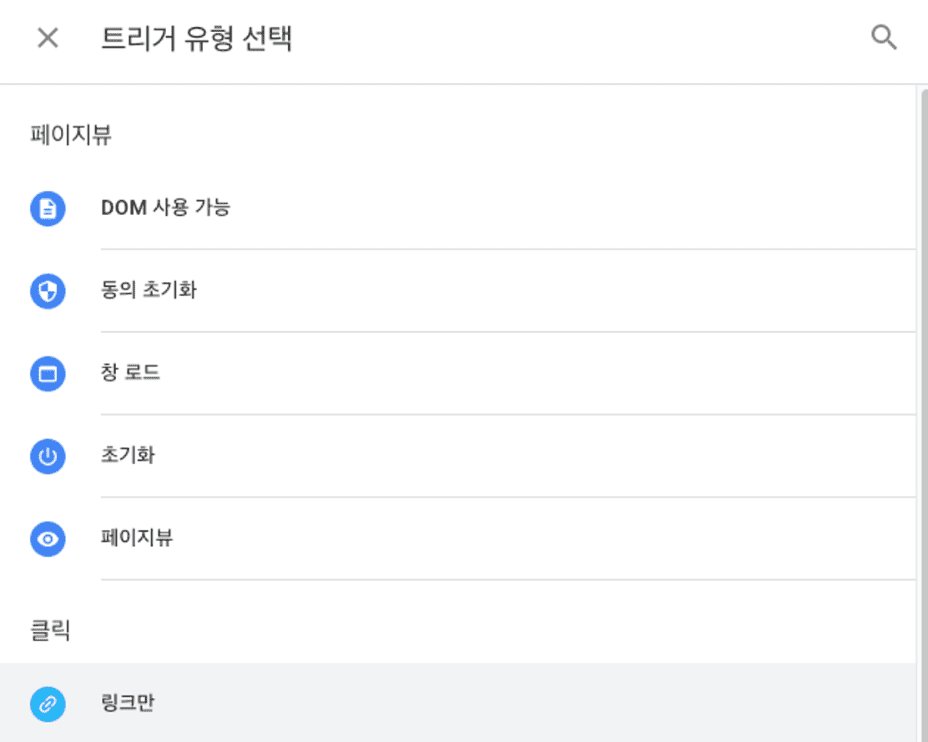 트리거 유형 선택
페이지뷰
DOM 사용 가능
동의 초기화
창 로드
초기화
페이지뷰
클릭
링크만